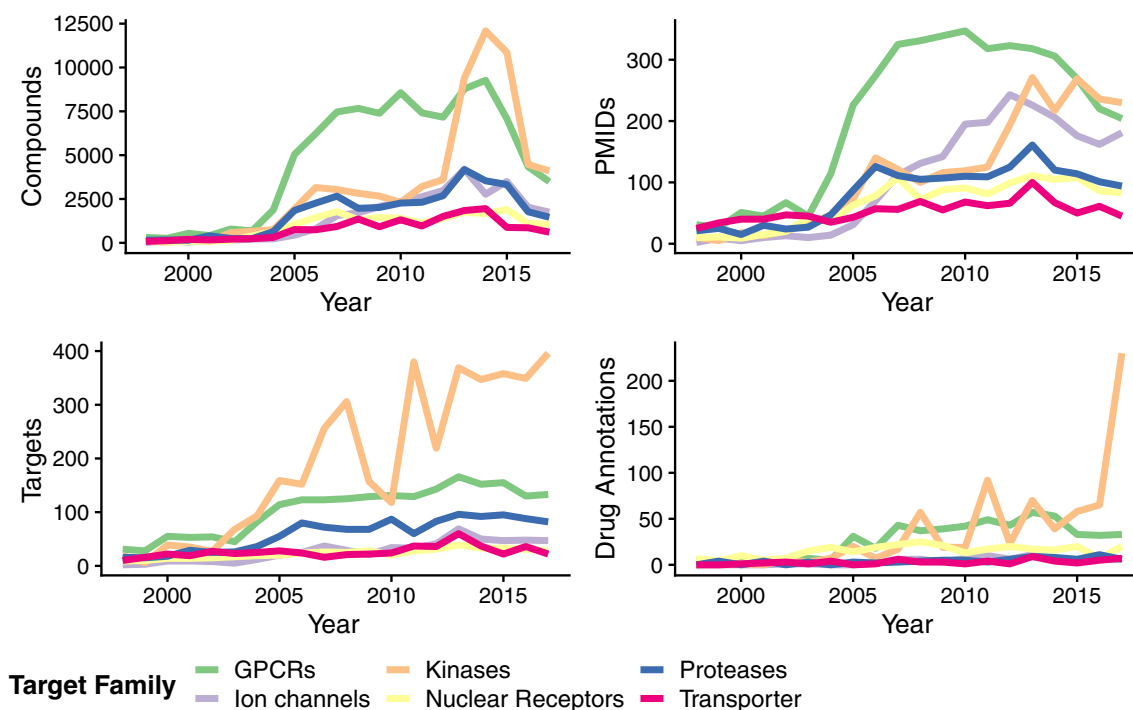 Compounds
12500
10000
7500
5000
2500
0
2000
2005
2010
2015
Year
PMIDs
300
200
100
0
2000
2005
2010
2015
Year
Targets
400
300
200
100
0
2000
2005
2010
2015
Year
Drug Annotations
200
150
100
50
0
2000
2005
2010
2015
Year
Target Family
GPCRs
Kinases
Proteases
Ion channels
Nuclear Receptors
Transporter